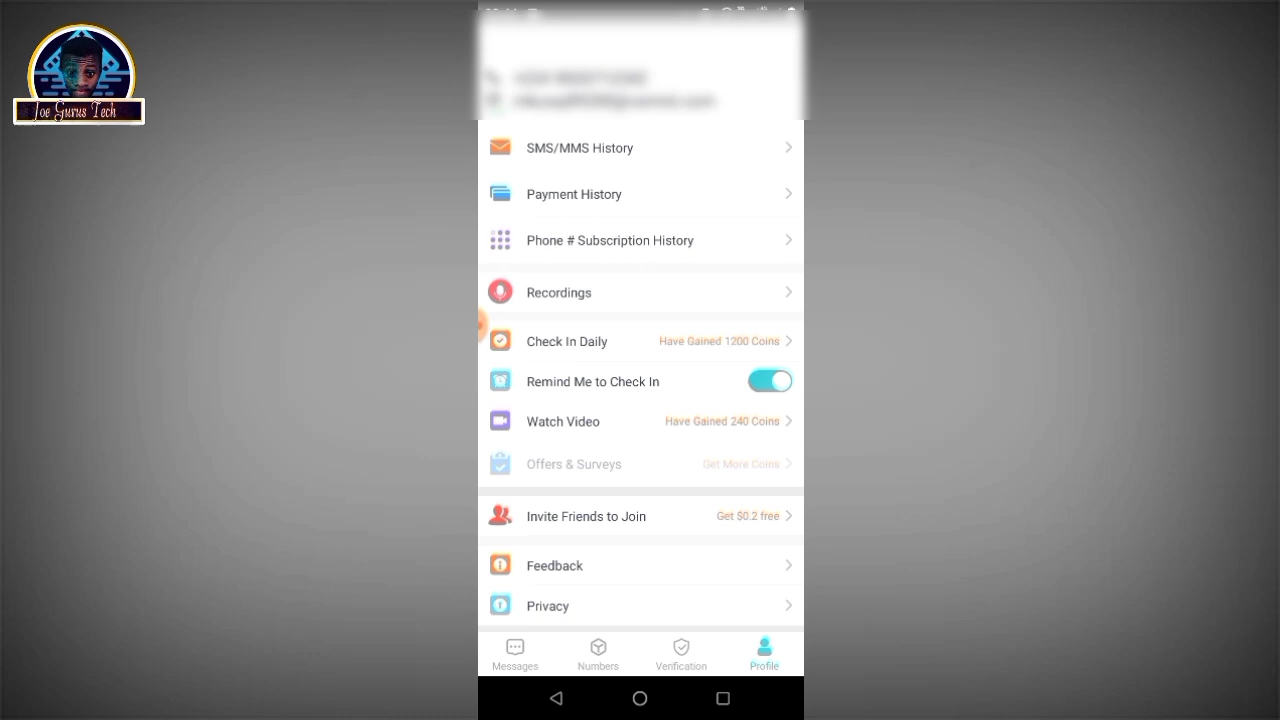 Joe Gurus Tech
SMS/MMS History
Payment History
Phone # Subscription History
Recordings
Check In Daily Have Gained 1200 Coins
Remind Me to Check In
Watch Video Have Gained 240 Coins
Offers & Surveys Get More Coins
Invite Friends to Join Get $0.2 free
Feedback
Privacy
Messages Numbers Verification Profile